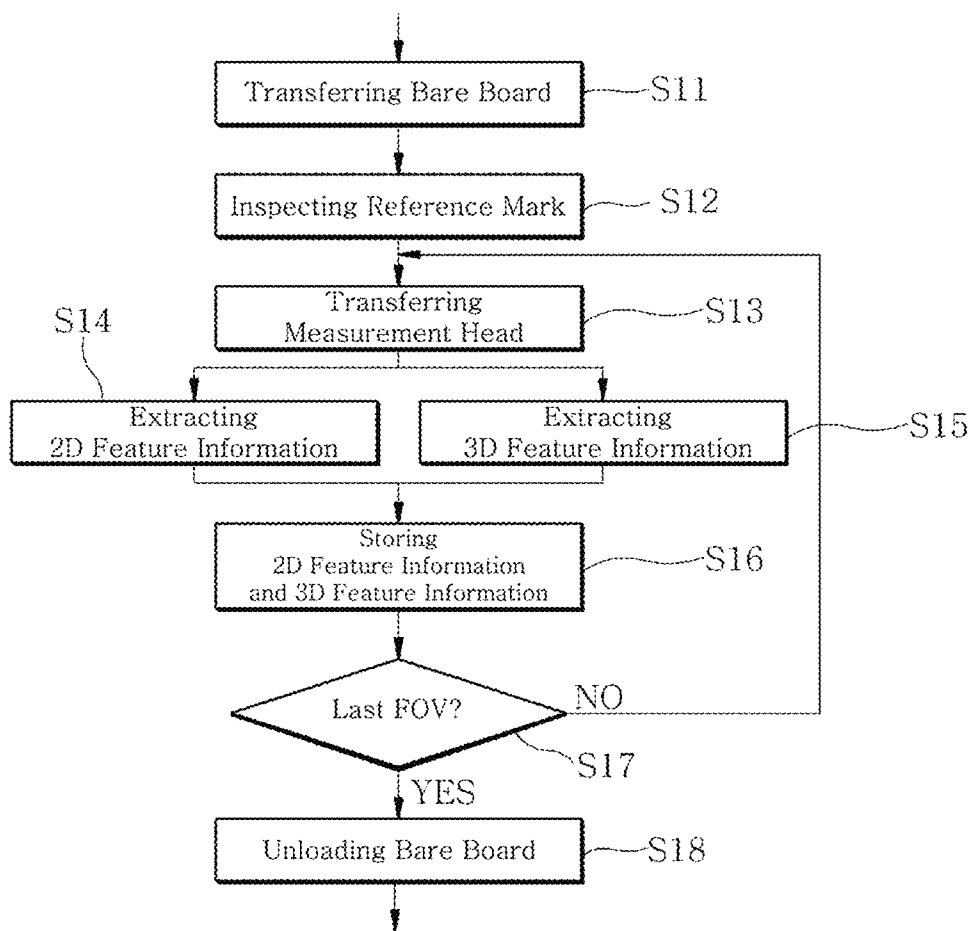 Transferring Bare Board
S11
Inspecting Reference Mark
S12
Transferring
Measurement Head
S13
S14
Extracting
2D Feature Information
Extracting
3D Feature Information
S15
Storing
2D Feature Information
and 3D Feature Information
S16
Last FOV?
NO
S17
YES
Unloading Bare Board
S18